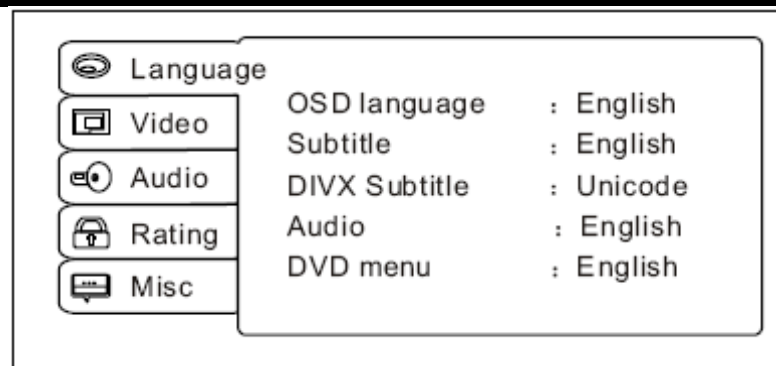 Language
Video
Audio
Rating
Misc
OSD language : English
Subtitle : English
DIVX Subtitle : Unicode
Audio : English
DVD menu : English